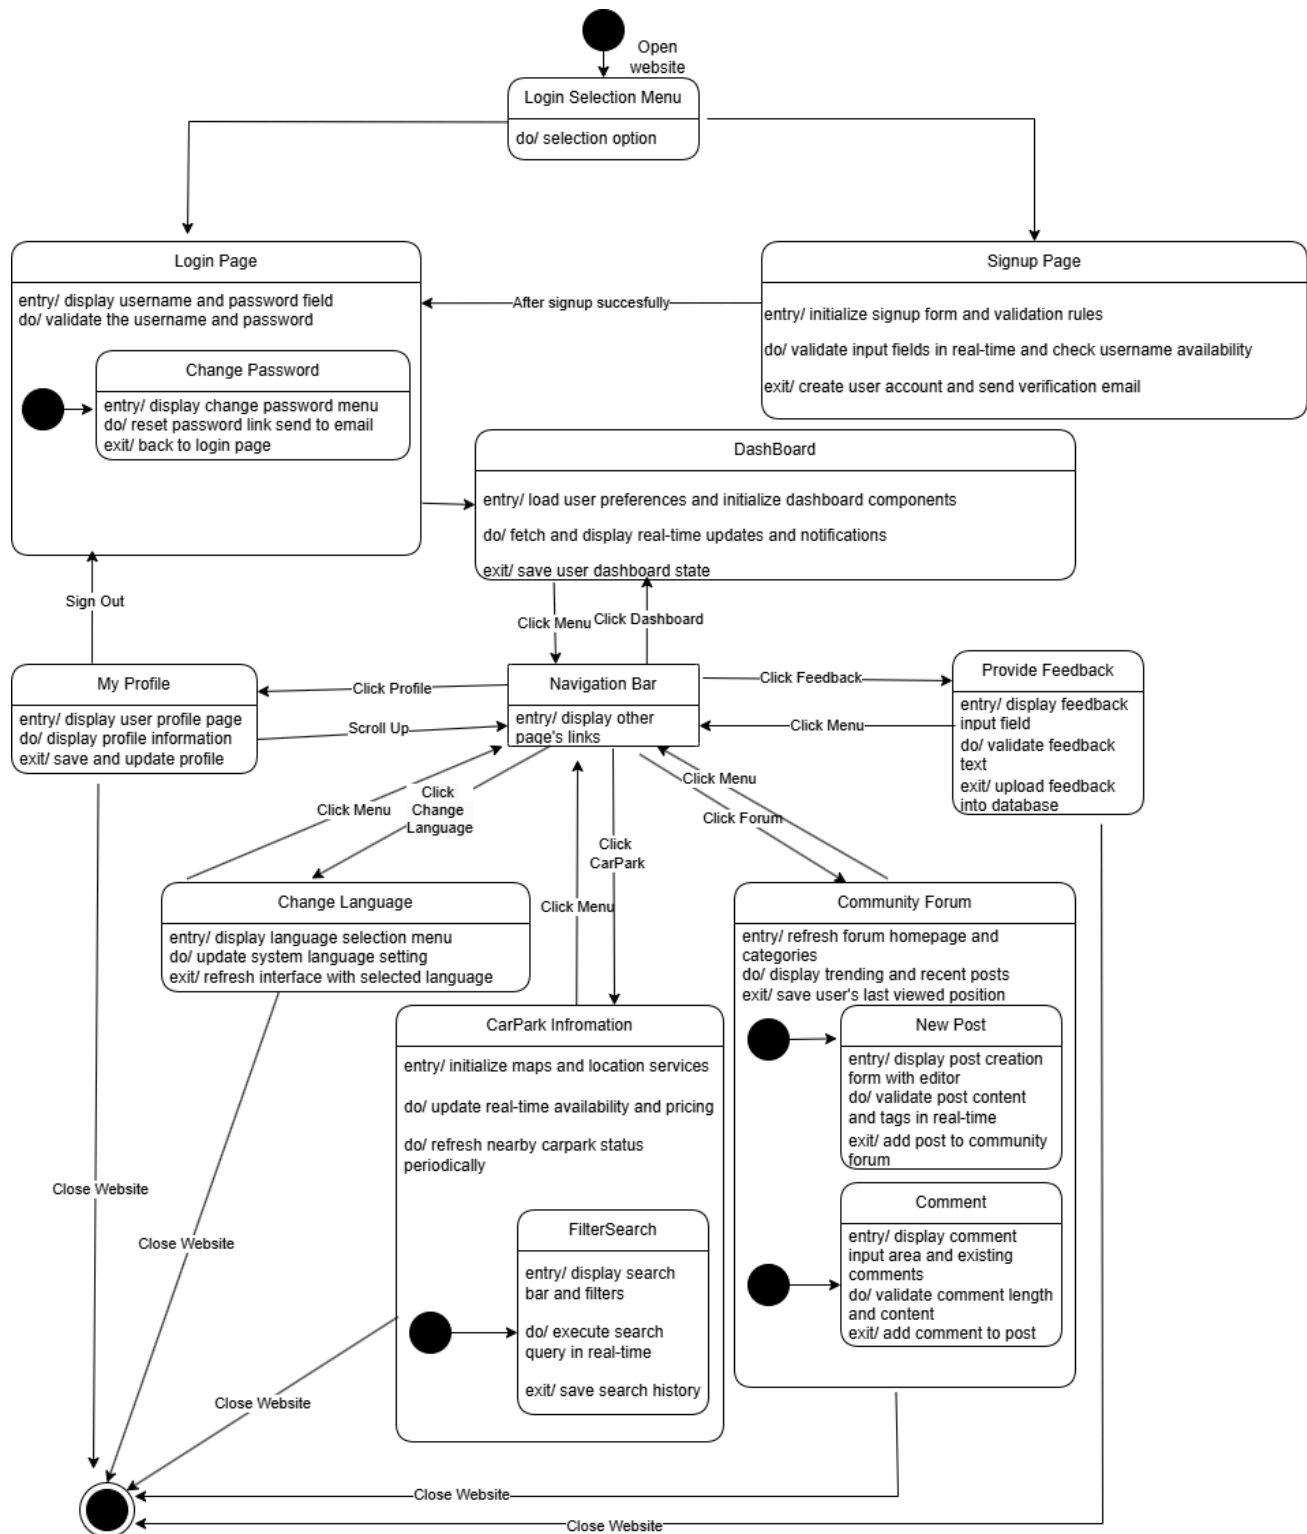 Open
website
Login Selection Menu
do/ selection option
Login Page
entry/ display username and password field
do/ validate the username and password
Change Password
entry/ display change password menu
do/ reset password link send to email
exit/ back to login page
After signup succesfully
Signup Page
entry/ initialize signup form and validation rules
do/ validate input fields in real-time and check username availability
exit/ create user account and send verification email
DashBoard
entry/ load user preferences and initialize dashboard components
do/ fetch and display real-time updates and notifications
exit/ save user dashboard state
Sign Out
Click Menu
Click Dashboard
My Profile
entry/ display user profile page
do/ display profile information
exit/ save and update profile
Click Profile
Scroll Up
Navigation Bar
entry/ display other
page's links
Click Feedback
Click Menu
Provide Feedback
entry/ display feedback
input field
do/ validate feedback
text
exit/ upload feedback
into database
Click Menu
Click
Change
Language
Click
CarPark
Click Menu
Click Forum
Change Language
entry/ display language selection menu
do/ update system language setting
exit/ refresh interface with selected language
Click Menu
Community Forum
entry/ refresh forum homepage and
categories
do/ display trending and recent posts
exit/ save user's last viewed position
New Post
entry/ display post creation
form with editor
do/ validate post content
and tags in real-time
exit/ add post to community
forum
Comment
entry/ display comment
input area and existing
comments
do/ validate comment length
and content
exit/ add comment to post
CarPark Infromation
entry/ initialize maps and location services
do/ update real-time availability and pricing
do/ refresh nearby carpark status
periodically
FilterSearch
entry/ display search
bar and filters
do/ execute search
query in real-time
exit/ save search history
Close Website
Close Website
Close Website
Close Website
Close Website